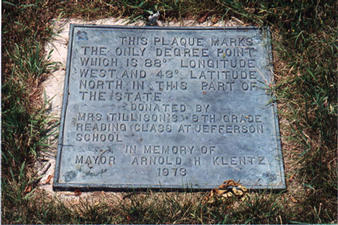 THIS PLAQUE MARKS
THE ONLY DEGREE POINT
WHICH IS 88° LONGITUDE
WEST AND 43° LATITUDE
NORTH IN THIS PART OF
THE STATE
DONATED BY
MRS TILLISON'S 8TH GRADE
READING CLASS AT JEFFERSON
SCHOOL
IN MEMORY OF
MAYOR ARNOLD H KLENTZ
1973